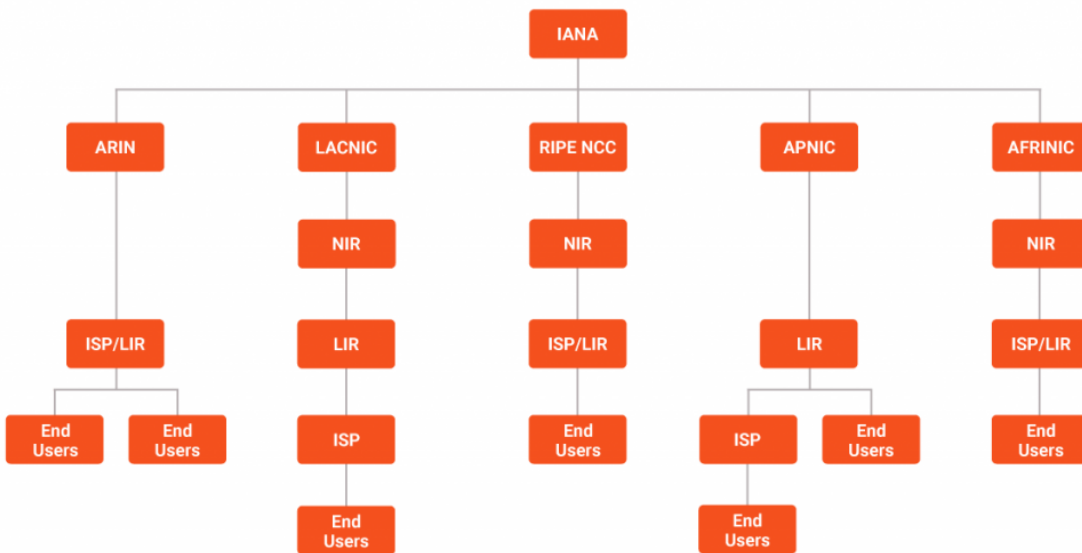 IANA
ARIN
LACNIC
RIPE NCC
APNIC
AFRINIC
NIR
NIR
NIR
ISP/LIR
LIR
ISP/LIR
LIR
ISP/LIR
End
Users
End
Users
ISP
End
Users
ISP
End
Users
End
Users
End
Users
End
Users